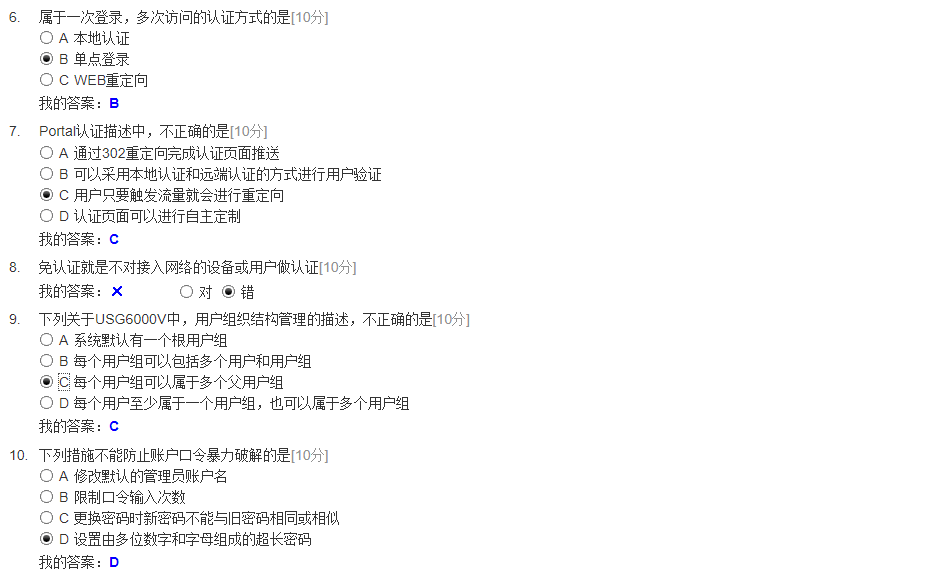 6. 属于一次登录，多次访问的认证方式的是[10分]
A 本地认证
B 单点登录
C WEB重定向
我的答案：B
7. Portal认证描述中，不正确的是[10分]
A 通过302重定向完成认证页面推送
B 可以采用本地认证和远端认证的方式进行用户验证
C 用户只要触发流量就会进行重定向
D 认证页面可以进行自主定制
我的答案：C
8. 免认证就是不对接入网络的设备或用户做认证[10分]
我的答案：× 对 错
9. 下列关于USG6000V中，用户组织结构管理的描述，不正确的是[10分]
A 系统默认有一个根用户组
B 每个用户组可以包括多个用户和用户组
C 每个用户组可以属于多个父用户组
D 每个用户至少属于一个用户组，也可以属于多个用户组
我的答案：C
10. 下列措施不能防止账户口令暴力破解的是[10分]
A 修改默认的管理员账户名
B 限制口令输入次数
C 更换密码时新密码不能与旧密码相同或相似
D 设置由多位数字和字母组成的超长密码
我的答案：D